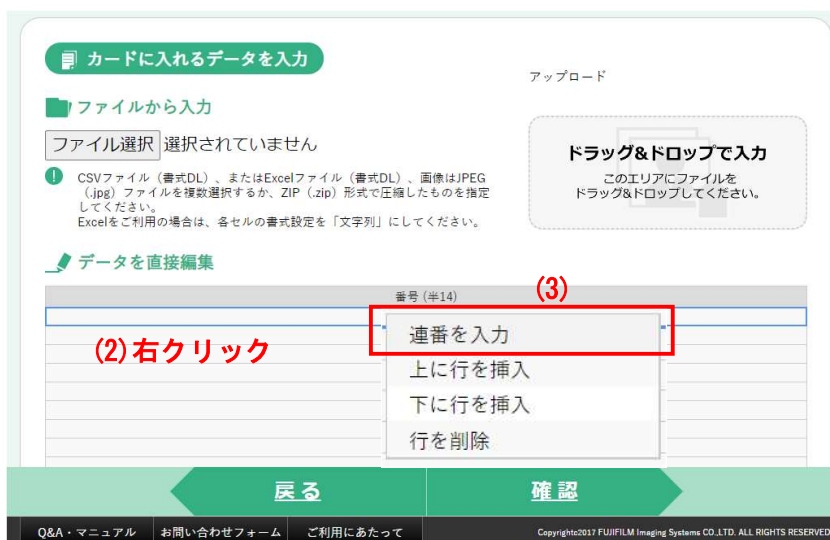 カードに入れるデータを入力
アップロード
ファイルから入力
ファイル選択 選択されていません
CSVファイル（書式DL）、またはExcelファイル（書式DL）、画像はJPEG
（.jpg）ファイルを複数選択するか、ZIP（.zip）形式で圧縮したものを指定
してください。
Excelをご利用の場合は、各セルの書式設定を「文字列」にしてください。
ドラッグ&ドロップで入力
このエリアにファイルを
ドラッグ&ドロップしてください。
データを直接編集
番号(半14)
(3)
(2)右クリック
連番を入力
上に行を挿入
下に行を挿入
行を削除
戻る
確認
Q&A・マニュアル お問い合わせフォーム ご利用にあたって
Copyrightc2017 FUJIFILM Imaging Systems CO.,LTD. ALL RIGHTS RESERVED